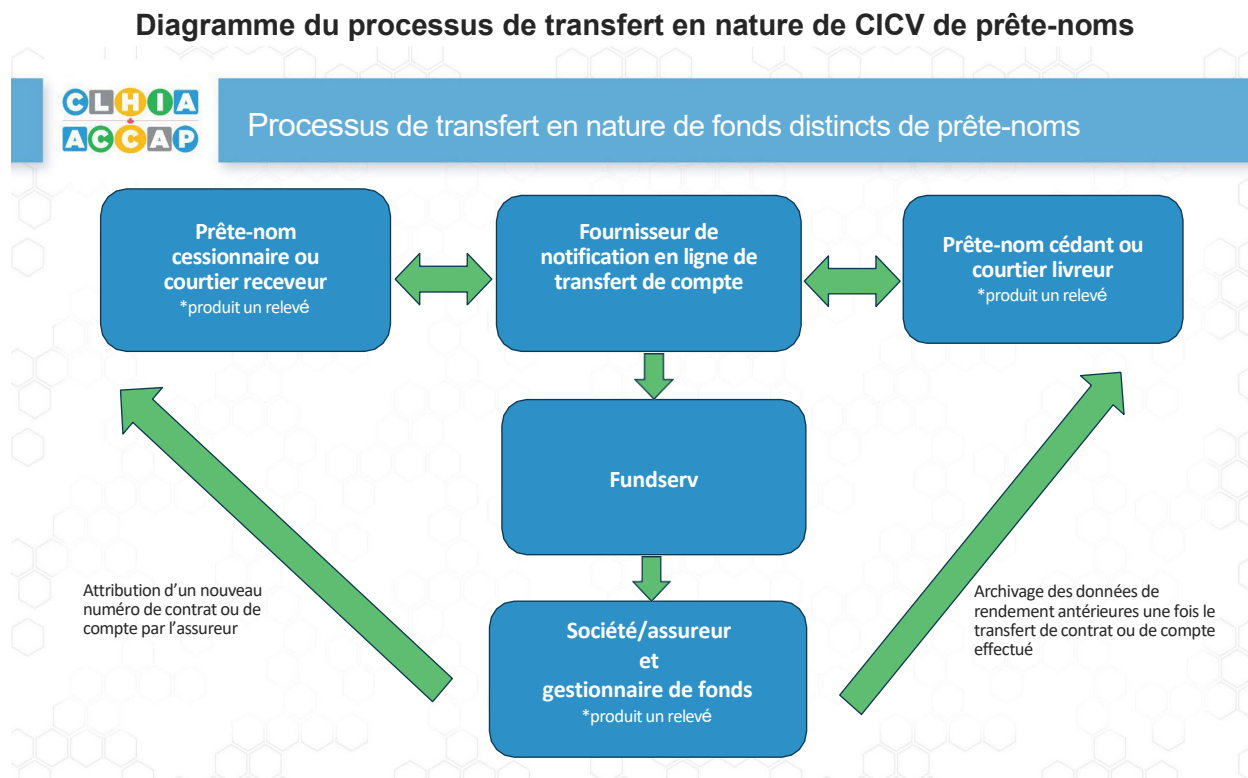 Diagramme du processus de transfert en nature de CICV de prête-noms
CLHIA
ACCAP
Processus de transfert en nature de fonds distincts de prête-noms
Prête-nom
cessionnaire ou
courtier receveur
*produit un relevé
Fournisseur de
notification en ligne de
transfert de compte
Prête-nom cédant ou
courtier livreur
*produit un relevé
Fundserv
Attribution d’un nouveau
numéro de contrat ou de
compte par l’assureur
Société/assureur
et
gestionnaire de fonds
*produit un relevé
Archivage des données de
rendement antérieures une fois le
transfert de contrat ou de compte
effectué